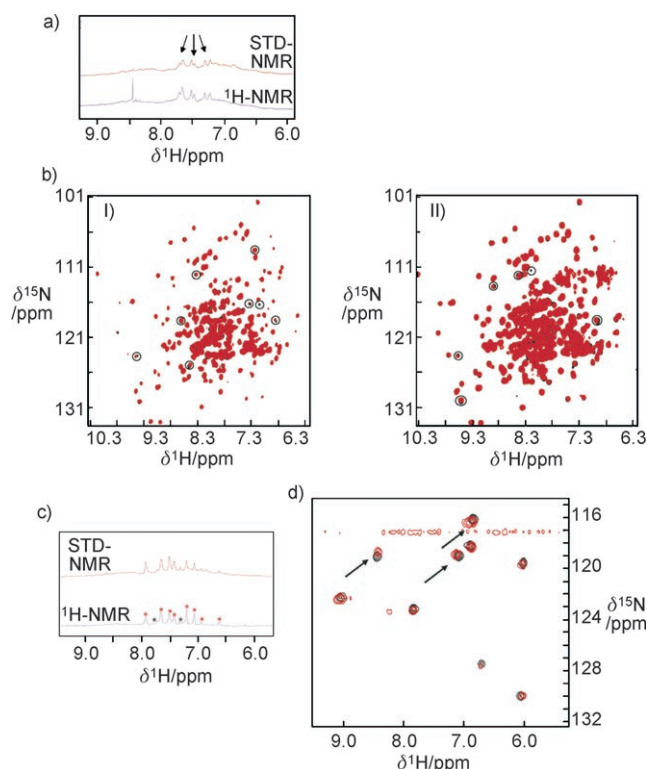 a)
STD-
NMR
¹H-NMR
9.0 8.0 7.0 6.0
δ¹H/ppm
b)
I)
101
111
δ¹⁵N
/ppm
121
131
10.3 9.3 8.3 7.3 6.3
δ¹H/ppm
II)
101
111
121
131
10.3 9.3 8.3 7.3 6.3
δ¹H/ppm
c)
STD-
NMR
¹H-NMR
9.0 8.0 7.0 6.0
δ¹H/ppm
d)
116
120
δ¹⁵N
/ppm
124
128
132
9.0 8.0 7.0 6.0
δ¹H/ppm